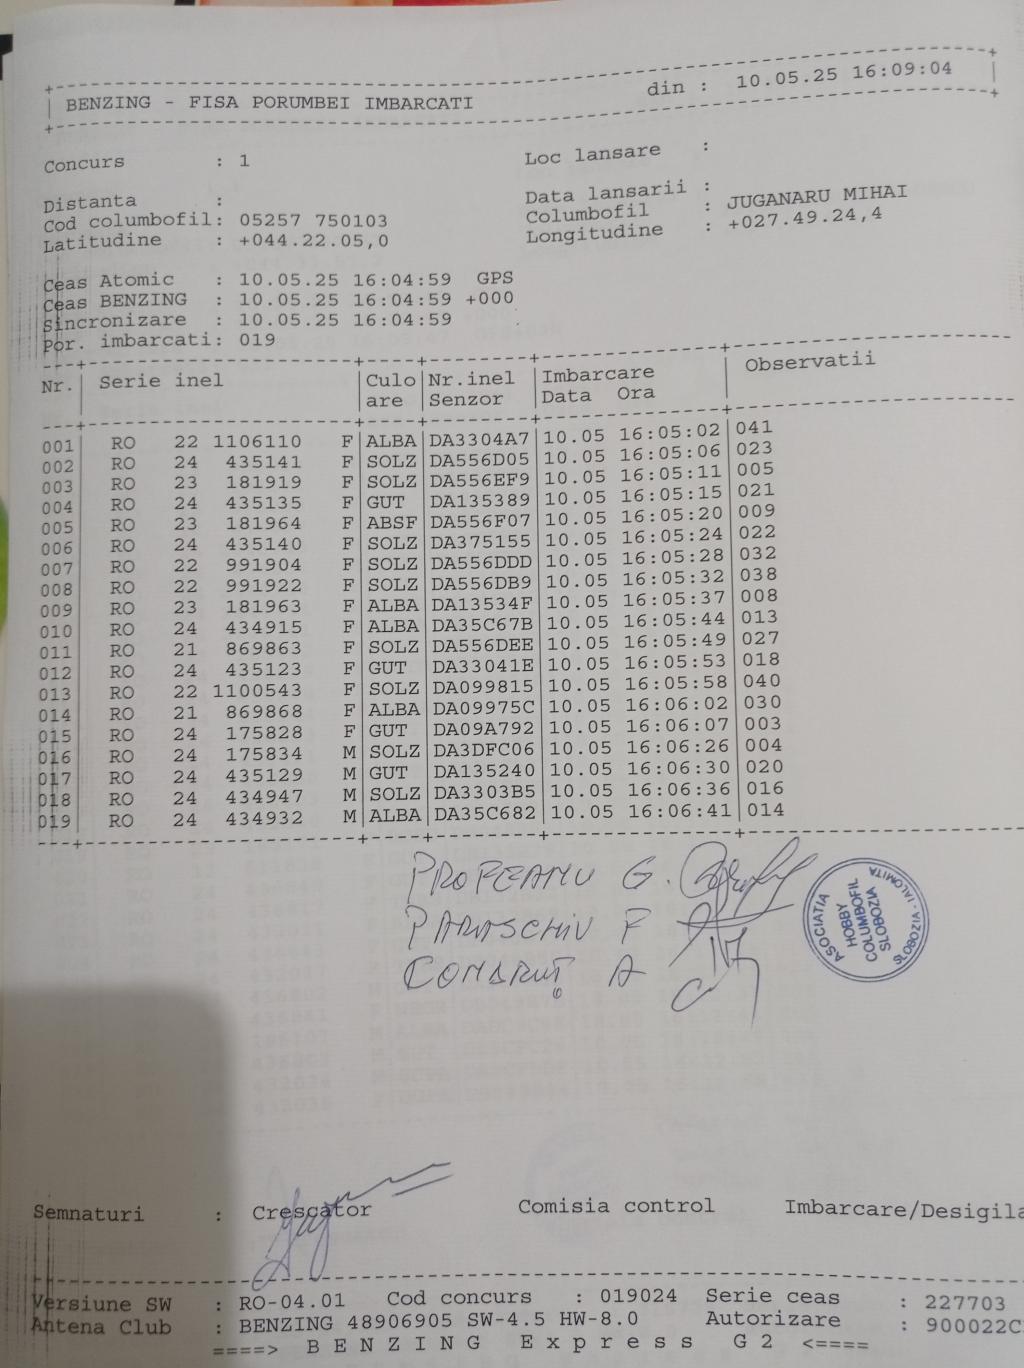 BENZING - FISA PORUMBEI IMBARCATI din : 10.05.25 16:09:04
Concurs : 1 Loc lansare :
Distanta : Data lansarii :
Cod columbofil: 05257 750103 Columbofil : JUGANARU MIHAI
Latitudine : +044.22.05,0 Longitudine : +027.49.24,4
Ceas Atomic : 10.05.25 16:04:59 GPS
Ceas BENZING : 10.05.25 16:04:59 +000
Sincronizare : 10.05.25 16:04:59
Por. imbarcati: 019
Nr. Serie inel Culo Nr.inel Imbarcare Observatii
are Senzor Data Ora
001 RO 22 1106110 F ALBA DA3304A7 10.05 16:05:02 041
002 RO 24 435141 F SOLZ DA556D05 10.05 16:05:06 023
003 RO 23 181919 F SOLZ DA556EF9 10.05 16:05:11 005
004 RO 24 435135 F GUT DA135389 10.05 16:05:15 021
005 RO 23 181964 F ABSF DA556F07 10.05 16:05:20 009
006 RO 24 435140 F SOLZ DA375155 10.05 16:05:24 022
007 RO 22 991904 F SOLZ DA556DDD 10.05 16:05:28 032
008 RO 22 991922 F SOLZ DA556DB9 10.05 16:05:32 038
009 RO 23 181963 F ALBA DA13534F 10.05 16:05:37 008
010 RO 24 434915 F ALBA DA35C67B 10.05 16:05:44 013
011 RO 21 869863 F SOLZ DA556DEE 10.05 16:05:49 027
012 RO 24 435123 F GUT DA33041E 10.05 16:05:53 018
013 RO 22 1100543 F SOLZ DA099815 10.05 16:05:58 040
014 RO 21 869868 F ALBA DA09975C 10.05 16:06:02 030
015 RO 24 175828 F GUT DA09A792 10.05 16:06:07 003
016 RO 24 175834 M SOLZ DA3DFC06 10.05 16:06:26 004
017 RO 24 435129 M GUT DA135240 10.05 16:06:30 020
018 RO 24 434947 M SOLZ DA3303B5 10.05 16:06:36 016
019 RO 24 434932 M ALBA DA35C682 10.05 16:06:41 014
PROFEANU G.
PARASCHIV F
COMĂRUȚ A
ASOCIATIA
HOBBY
COLUMBOFIL
SLOBOZIA
SLOBOZIA - IALOMITA
Semnaturi : Crescator Comisia control Imbarcare/Desigila
Versiune SW : RO-04.01 Cod concurs : 019024 Serie ceas : 227703
Antena Club : BENZING 48906905 SW-4.5 HW-8.0 Autorizare : 900022C
====> B E N Z I N G E x p r e s s G 2 <====